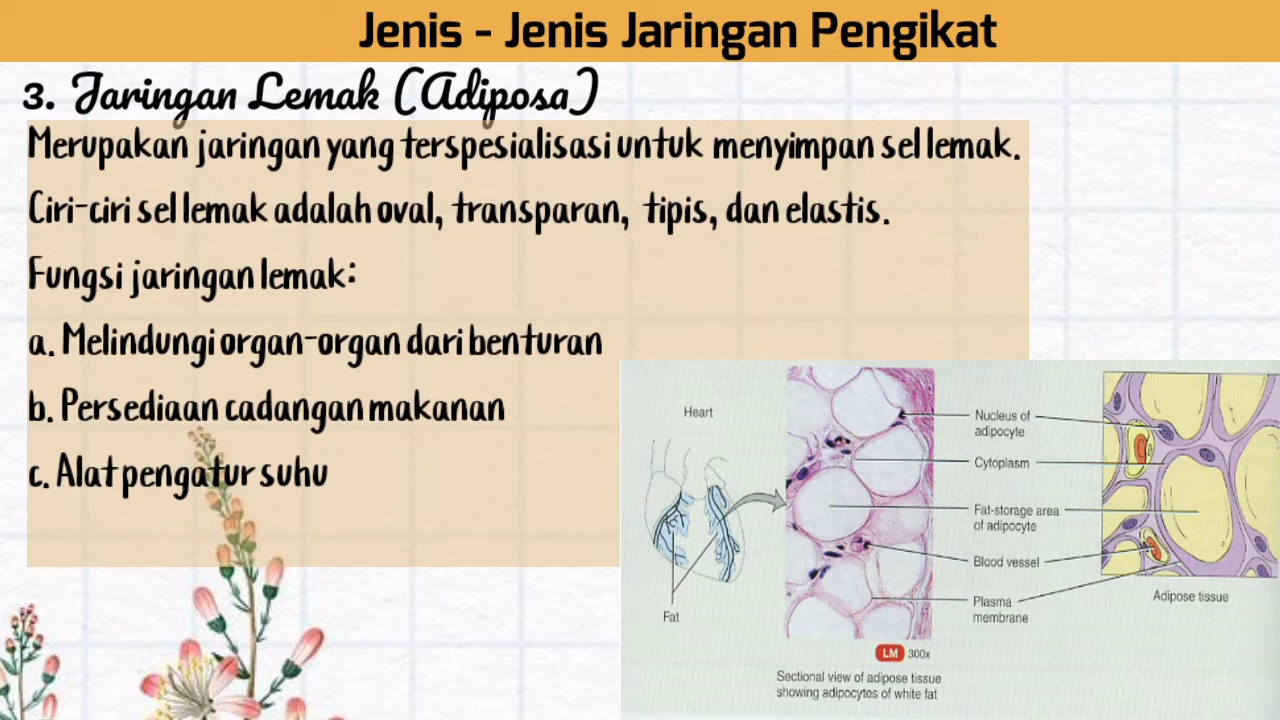 Jenis - Jenis Jaringan Pengikat
3. Jaringan Lemak (Adiposa)
Merupakan jaringan yang terspesialisasi untuk menyimpan sel lemak.
Ciri-ciri sel lemak adalah oval, transparan, tipis, dan elastis.
Fungsi jaringan lemak:
a. Melindungi organ-organ dari benturan
b. Persediaan cadangan makanan
c. Alat pengatur suhu
Heart
Fat
Nucleus of
adipocyte
Cytoplasm
Fat-storage area
of adipocyte
Blood vessel
Plasma
membrane
Adipose tissue
LM 300x
Sectional view of adipose tissue
showing adipocytes of white fat